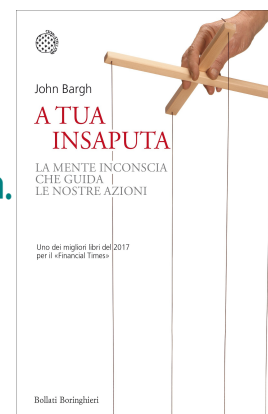 John Bargh
A TUA
INSAPUTA
LA MENTE INCONSCIA
CHE GUIDA
LE NOSTRE AZIONI
Uno dei migliori libri del 2017
per il «Financial Times»
Bollati Boringhieri